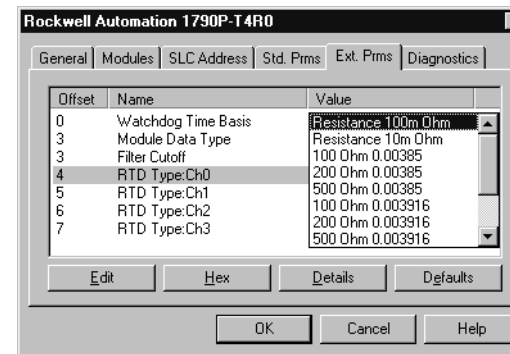 Rockwell Automation 1790P-T4R0
General Modules SLC Address Std. Prms Ext. Prms Diagnostics
Offset Name Value
0 Watchdog Time Basis Resistance 100m Ohm
3 Module Data Type Resistance 10m Ohm
3 Filter Cutoff 100 Ohm 0.00385
4 RTD Type:Ch0 200 Ohm 0.00385
5 RTD Type:Ch1 500 Ohm 0.00385
6 RTD Type:Ch2 100 Ohm 0.003916
7 RTD Type:Ch3 200 Ohm 0.003916
500 Ohm 0.003916
Edit Hex Details Defaults
OK Cancel Help